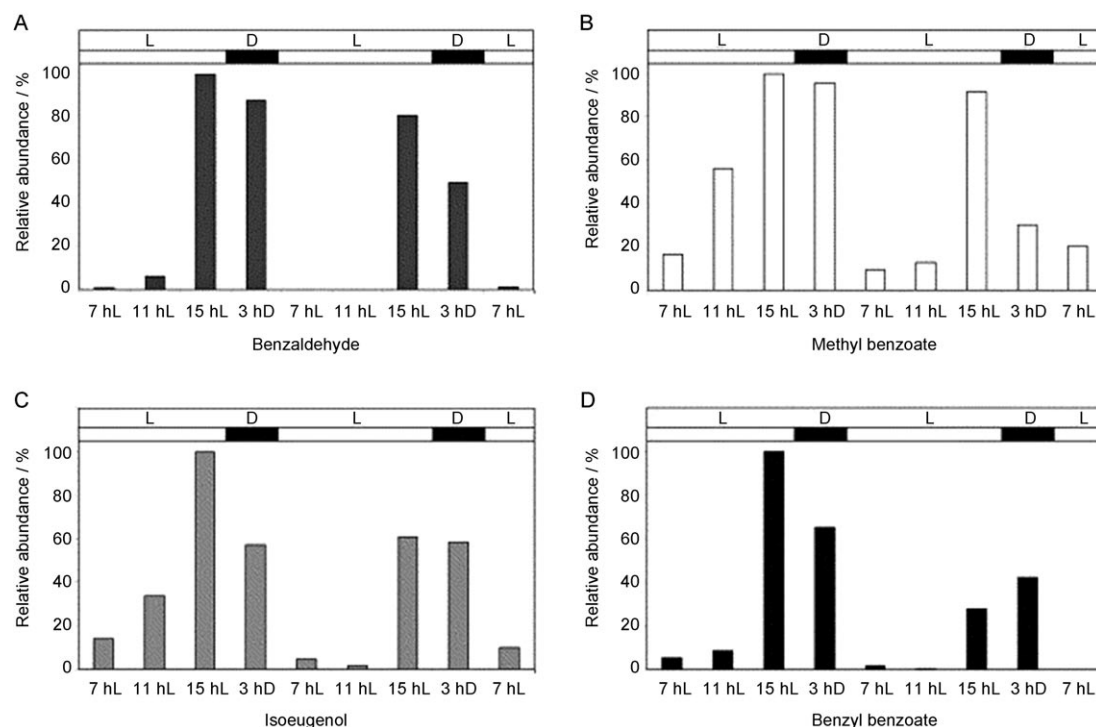 A
L D L D L
Relative abundance / %
100
80
60
40
20
0
7 hL 11 hL 15 hL 3 hD 7 hL 11 hL 15 hL 3 hD 7 hL
Benzaldehyde
B
L D L D L
Relative abundance / %
100
80
60
40
20
0
7 hL 11 hL 15 hL 3 hD 7 hL 11 hL 15 hL 3 hD 7 hL
Methyl benzoate
C
L D L D L
Relative abundance / %
100
80
60
40
20
0
7 hL 11 hL 15 hL 3 hD 7 hL 11 hL 15 hL 3 hD 7 hL
Isoeugenol
D
L D L D L
Relative abundance / %
100
80
60
40
20
0
7 hL 11 hL 15 hL 3 hD 7 hL 11 hL 15 hL 3 hD 7 hL
Benzyl benzoate